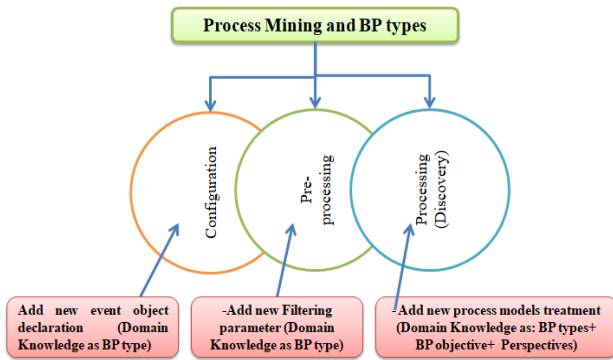 Process Mining and BP types
Configuration
Pre-
processing
Processing
(Discovery)
Add new event object
declaration (Domain
Knowledge as BP type)
-Add new Filtering
parameter (Domain
Knowledge as BP type)
-Add new process models treatment
(Domain Knowledge as: BP types+
BP objective+ Perspectives)